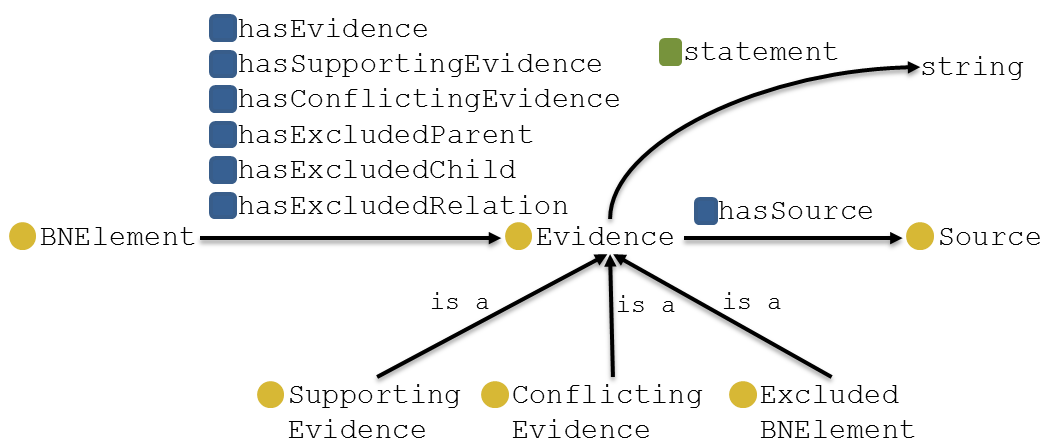 hasEvidence
hasSupportingEvidence
hasConflictingEvidence
hasExcludedParent
hasExcludedChild
hasExcludedRelation
statement
string
hasSource
BNElement
Evidence
Source
is a
is a
is a
Supporting
Evidence
Conflicting
Evidence
Excluded
BNELEMENT